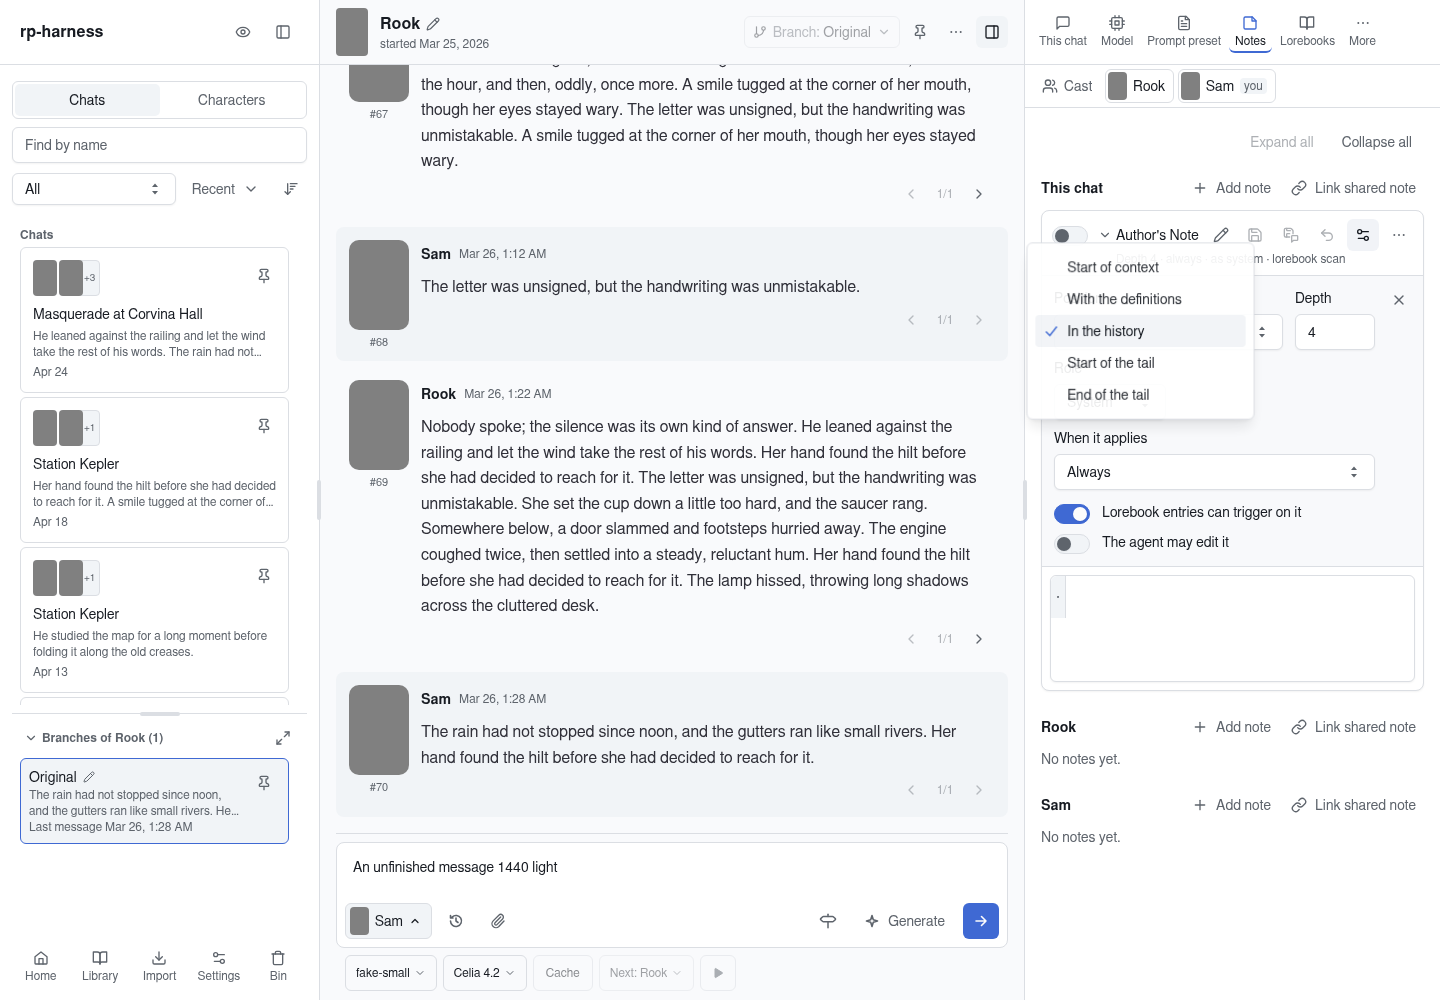 rp-harness
Chats
Characters
Find by name
All
Recent
Chats
+3
Masquerade at Corvina Hall
He leaned against the railing and let the wind
take the rest of his words. The rain had not...
Apr 24
+1
Station Kepler
Her hand found the hilt before she had decided
to reach for it. A smile tugged at the corner of...
Apr 18
+1
Station Kepler
He studied the map for a long moment before
folding it along the old creases.
Apr 13
Branches of Rook (1)
Original
The rain had not stopped since noon,
and the gutters ran like small rivers. He...
Last message Mar 26, 1:28 AM
Home
Library
Import
Settings
Bin
Rook
started Mar 25, 2026
Branch: Original
the hour, and then, oddly, once more. A smile tugged at the corner of her mouth,
though her eyes stayed wary. The letter was unsigned, but the handwriting was
unmistakable. A smile tugged at the corner of her mouth, though her eyes stayed
wary.
#67
1/1
Sam Mar 26, 1:12 AM
The letter was unsigned, but the handwriting was unmistakable.
1/1
#68
Rook Mar 26, 1:22 AM
Nobody spoke; the silence was its own kind of answer. He leaned against the
railing and let the wind take the rest of his words. Her hand found the hilt before
she had decided to reach for it. The letter was unsigned, but the handwriting was
unmistakable. She set the cup down a little too hard, and the saucer rang.
Somewhere below, a door slammed and footsteps hurried away. The engine
coughed twice, then settled into a steady, reluctant hum. Her hand found the hilt
before she had decided to reach for it. The lamp hissed, throwing long shadows
across the cluttered desk.
#69
1/1
Sam Mar 26, 1:28 AM
The rain had not stopped since noon, and the gutters ran like small rivers. Her
hand found the hilt before she had decided to reach for it.
#70
1/1
An unfinished message 1440 light
Sam
Generate
fake-small
Celia 4.2
Cache
Next: Rook
This chat
Model
Prompt preset
Notes
Lorebooks
More
Cast
Rook
Sam you
Expand all
Collapse all
This chat
Add note
Link shared note
Author's Note
always · as system · lorebook scan
Start of context
With the definitions
In the history
Start of the tail
End of the tail
Depth
4
When it applies
Always
Lorebook entries can trigger on it
The agent may edit it
.
Rook
Add note
Link shared note
No notes yet.
Sam
Add note
Link shared note
No notes yet.